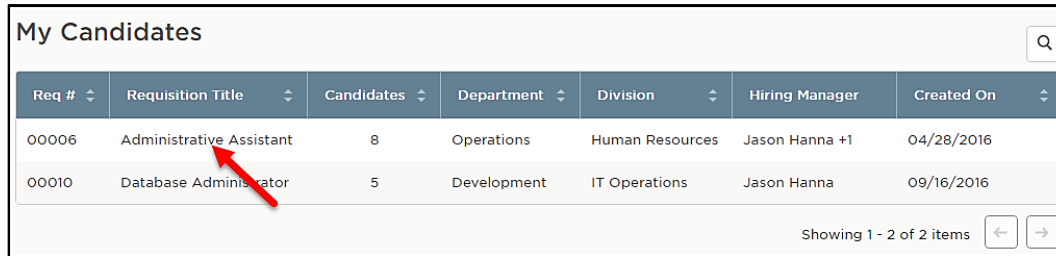 My Candidates
Req # Requisition Title Candidates Department Division Hiring Manager Created On
00006 Administrative Assistant 8 Operations Human Resources Jason Hanna +1 04/28/2016
00010 Database Administrator 5 Development IT Operations Jason Hanna 09/16/2016
Showing 1 - 2 of 2 items